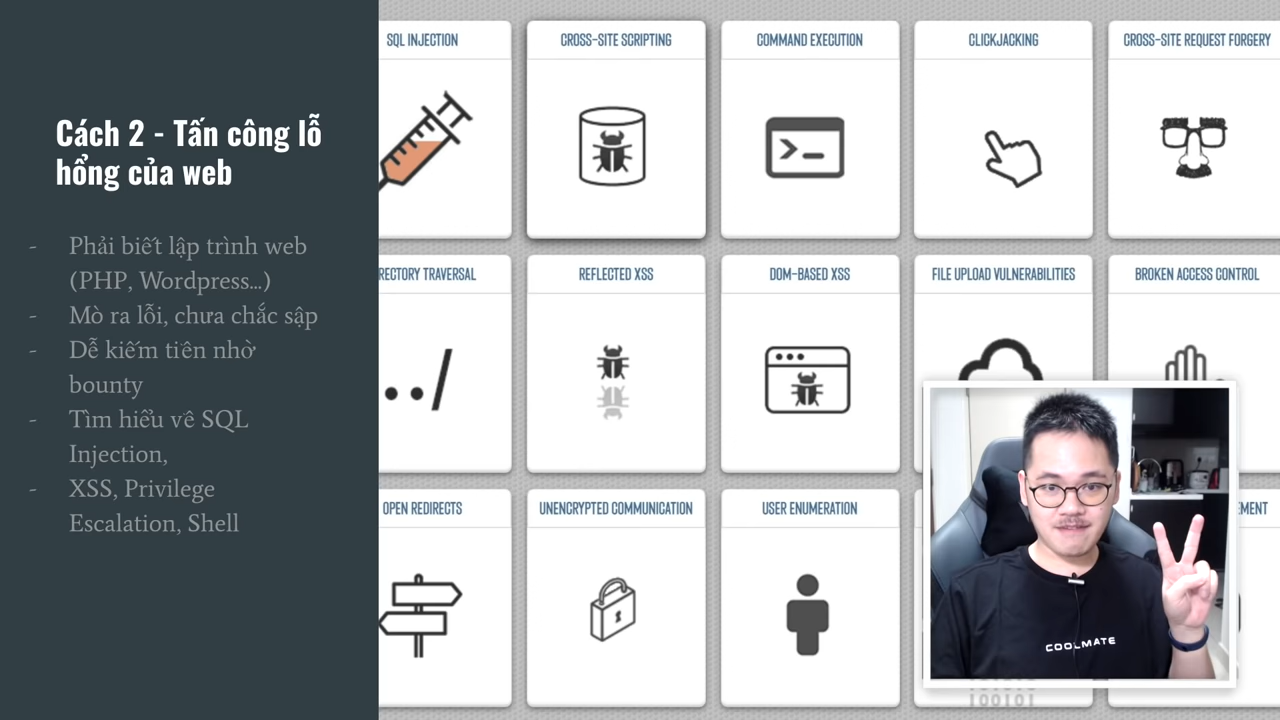 Cách 2 - Tấn công lỗ
hổng của web
- Phải biết lập trình web
(PHP, Wordpress...)
- Mò ra lỗi, chưa chắc sập
- Dễ kiếm tiền nhờ
bounty
- Tìm hiểu về SQL
Injection,
- XSS, Privilege
Escalation, Shell
SQL INJECTION
CROSS-SITE SCRIPTING
COMMAND EXECUTION
CLICKJACKING
CROSS-SITE REQUEST FORGERY
RECTORY TRAVERSAL
REFLECTED XSS
DOM-BASED XSS
FILE UPLOAD VULNERABILITIES
BROKEN ACCESS CONTROL
../
OPEN REDIRECTS
UNENCRYPTED COMMUNICATION
USER ENUMERATION
EMENT
COOLMATE
100101